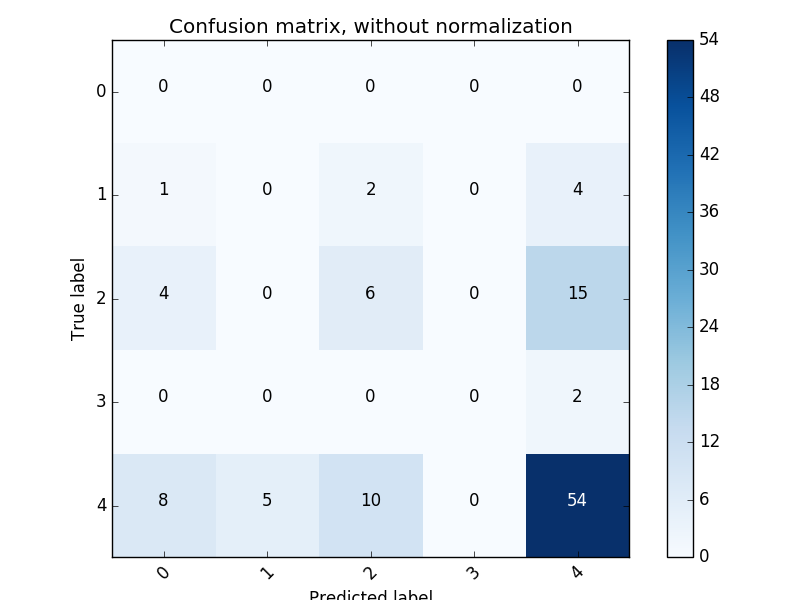 Confusion matrix, without normalization
54
0 0 0 0 0 0
48
42
1 1 0 2 0 4
36
True label
2 4 0 6 0 15
30
24
18
3 0 0 0 0 2
12
4 8 5 10 0 54
6
0
0 1 2 3 4
Predicted label